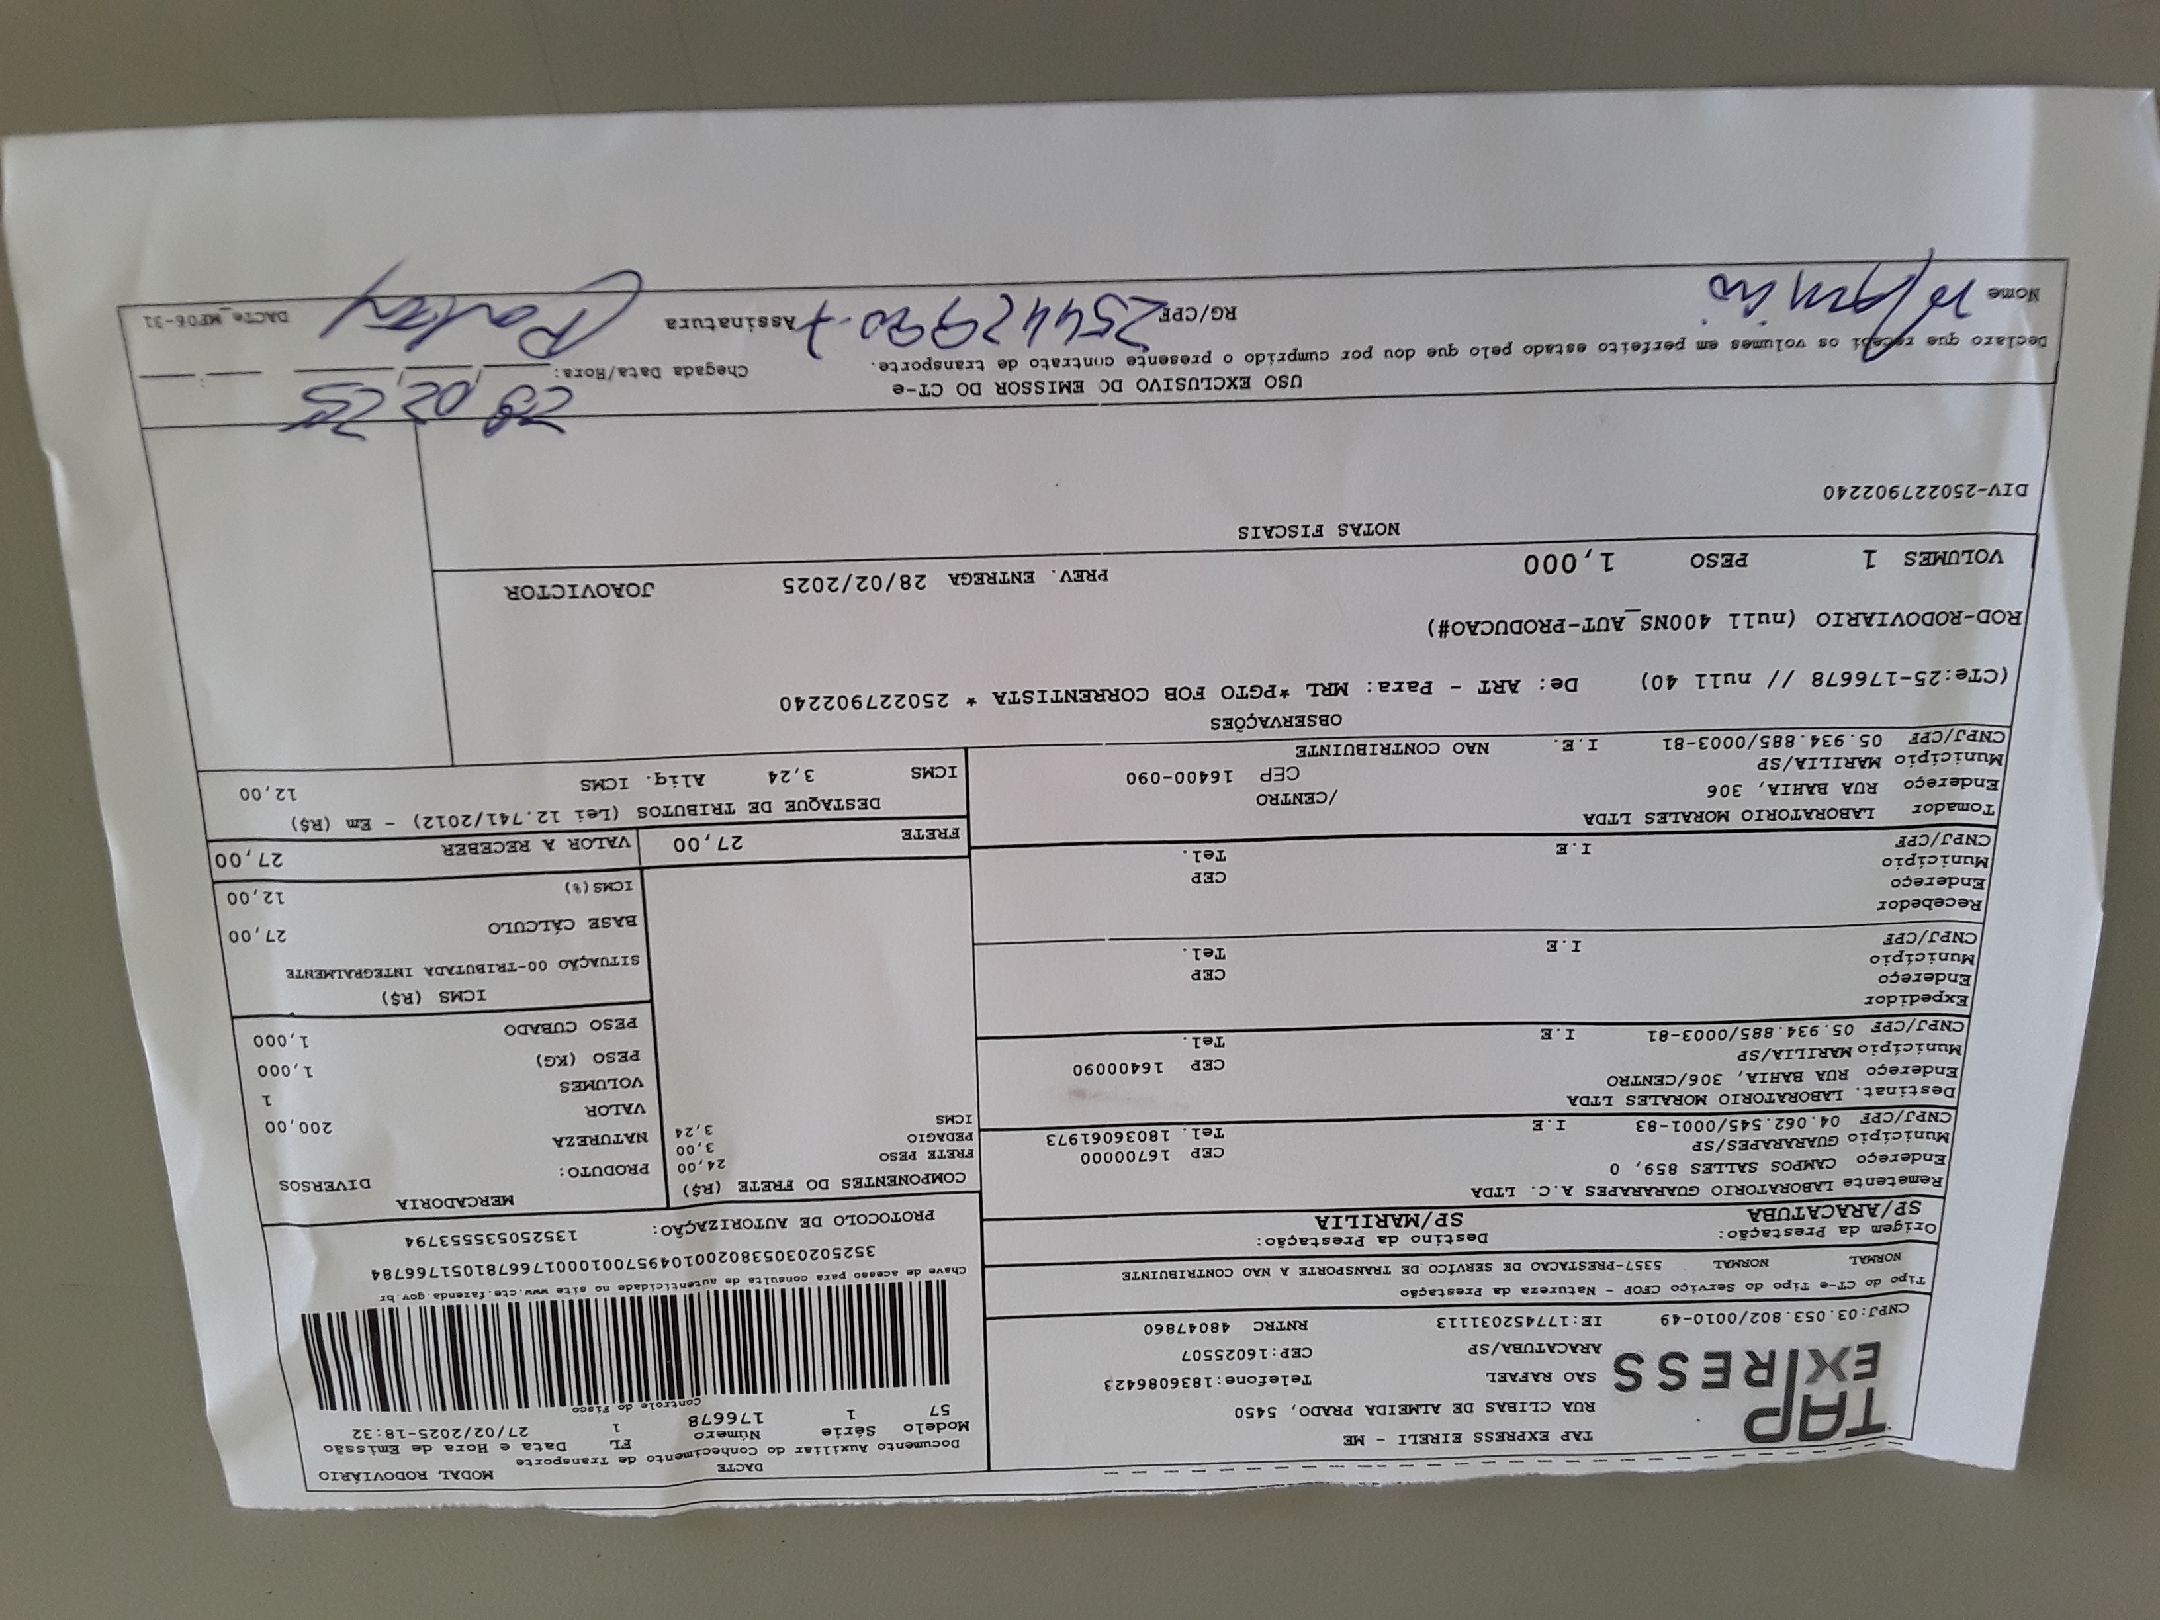 TAP
EXPRESS
TAP EXPRESS EIRELI - ME
RUA CLIBAS DE ALMEIDA PRADO, 5450
SAO RAFAEL Telefone:1836086423
ARACATUBA/SP CEP:16025507
CNPJ:03.053.802/0010-49 IE:177452031113 RNTRC 48047860
DACTE MODAL RODOVIÁRIO
Documento Auxiliar do Conhecimento de Transporte
Modelo Série Número FL Data e Hora de Emissão
57 1 176678 1 27/02/2025-18:32
Controle do Fisco
Chave de acesso para consulta de autenticidade no site www.cte.fazenda.gov.br
35250203053802001049570010001766781051766784
PROTOCOLO DE AUTORIZAÇÃO: 135250535553794
Tipo do CT-e Tipo do Serviço CFOP - Natureza da Prestação
NORMAL NORMAL 5357-PRESTACAO DE SERVIÇO DE TRANSPORTE A NAO CONTRIBUINTE
Origem da Prestação: Destino da Prestação:
SP/ARACATUBA SP/MARILIA
Remetente LABORATORIO GUARARAPES A.C. LTDA
Endereço CAMPOS SALLES 859, 0
Município GUARARAPES/SP CEP 16700000
CNPJ/CPF 04.062.545/0001-83 I.E Tel. 18036061973
Destinat. LABORATORIO MORALES LTDA
Endereço RUA BAHIA, 306/CENTRO
Município MARILIA/SP CEP 16400090
CNPJ/CPF 05.934.885/0003-81 I.E Tel.
Expedidor
Endereço
Município CEP
CNPJ/CPF I.E Tel.
Recebedor
Endereço
Município CEP
CNPJ/CPF I.E Tel.
Tomador LABORATORIO MORALES LTDA
Endereço RUA BAHIA, 306 /CENTRO
Município MARILIA/SP CEP 16400-090
CNPJ/CPF 05.934.885/0003-81 I.E. NAO CONTRIBUINTE
COMPONENTES DO FRETE (R$)
FRETE PESO 24,00
PEDAGIO 3,00
ICMS 3,24
MERCADORIA
PRODUTO: DIVERSOS
NATUREZA
VALOR 200,00
VOLUMES 1
PESO (KG) 1,000
PESO CUBADO 1,000
ICMS (R$)
SITUAÇÃO 00-TRIBUTADA INTEGRALMENTE
BASE CÁLCULO 27,00
ICMS(%) 12,00
FRETE 27,00 VALOR A RECEBER 27,00
DESTAQUE DE TRIBUTOS (Lei 12.741/2012) - Em (R$)
ICMS 3,24 Aliq. ICMS 12,00
OBSERVAÇÕES
(CTe:25-176678 // null 40) De: ART - Para: MRL *PGTO FOB CORRENTISTA * 250227902240
ROD-RODOVIARIO (null 400NS_AUT-PRODUCAO#)
VOLUMES 1 PESO 1,000 PREV. ENTREGA 28/02/2025 JOAOVICTOR
NOTAS FISCAIS
DIV-250227902240
USO EXCLUSIVO DO EMISSOR DO CT-e
28 02 25
Declaro que recebi os volumes em perfeito estado pelo que dou por cumprido o presente contrato de transporte. Chegada Data/Hora:
Nome RG/CPF 25442990-7 Assinatura DACTe_MF06-31